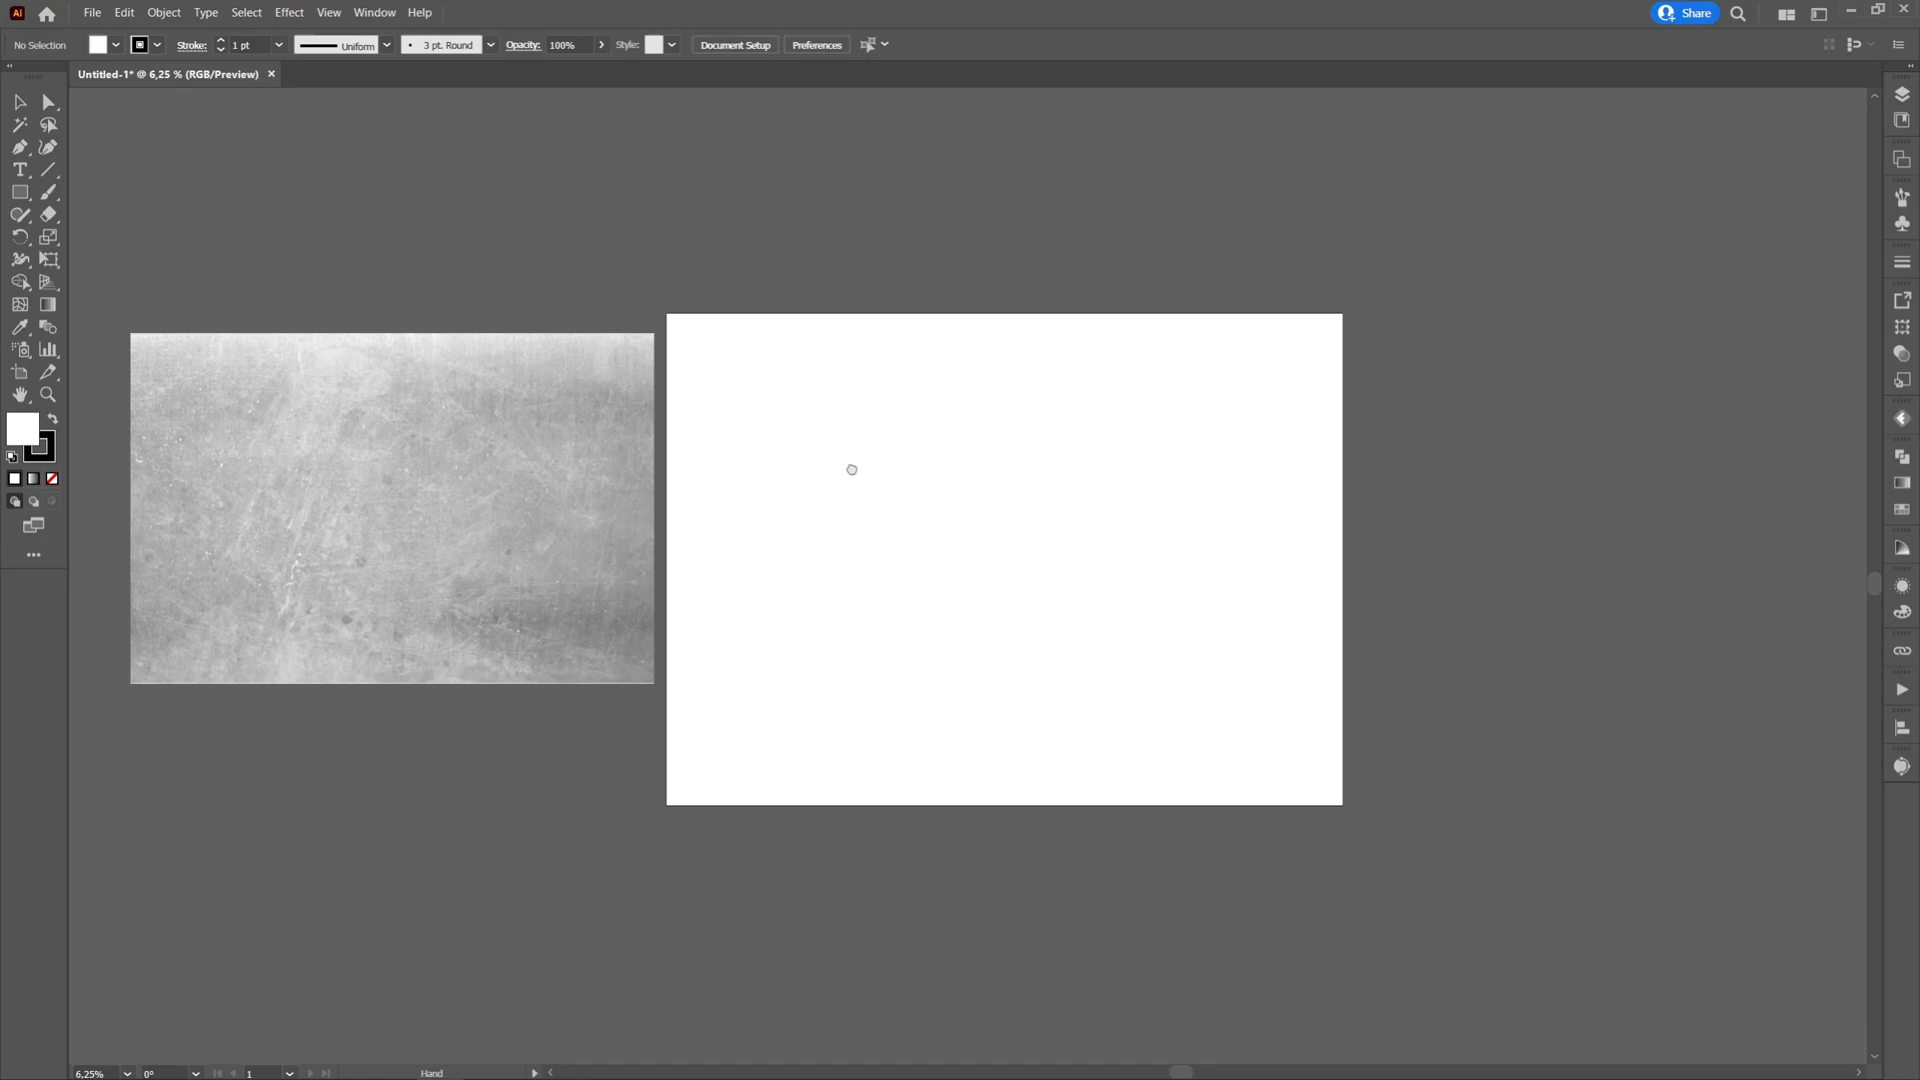 Ai File Edit Object Type Select Effect View Window Help Share
No Selection Stroke: 1 pt Uniform 3 pt. Round Opacity: 100% Style: Document Setup Preferences
Untitled-1* @ 6,25 % (RGB/Preview)
6,25% 0° 1 Hand